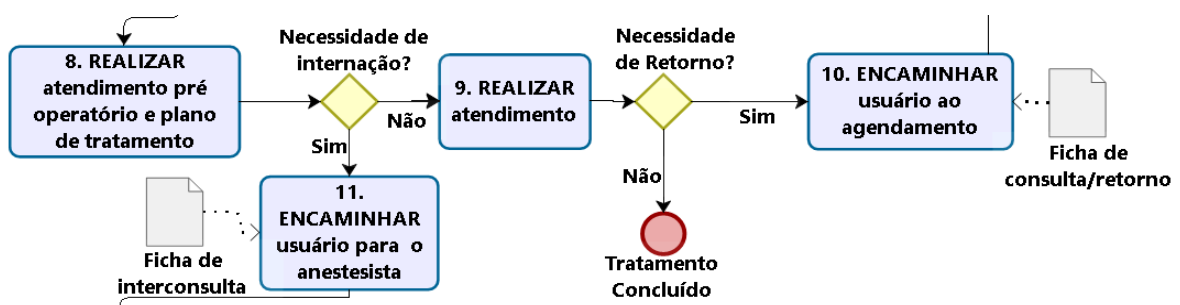 8. REALIZAR
atendimento pré
operatório e plano
de tratamento
Necessidade de
internação?
Não
Sim
9. REALIZAR
atendimento
Necessidade
de Retorno?
Sim
Não
10. ENCAMINHAR
usuário ao
agendamento
Ficha de
consulta/retorno
11.
ENCAMINHAR
usuário para o
anestesista
Ficha de
interconsulta
Tratamento
Concluído